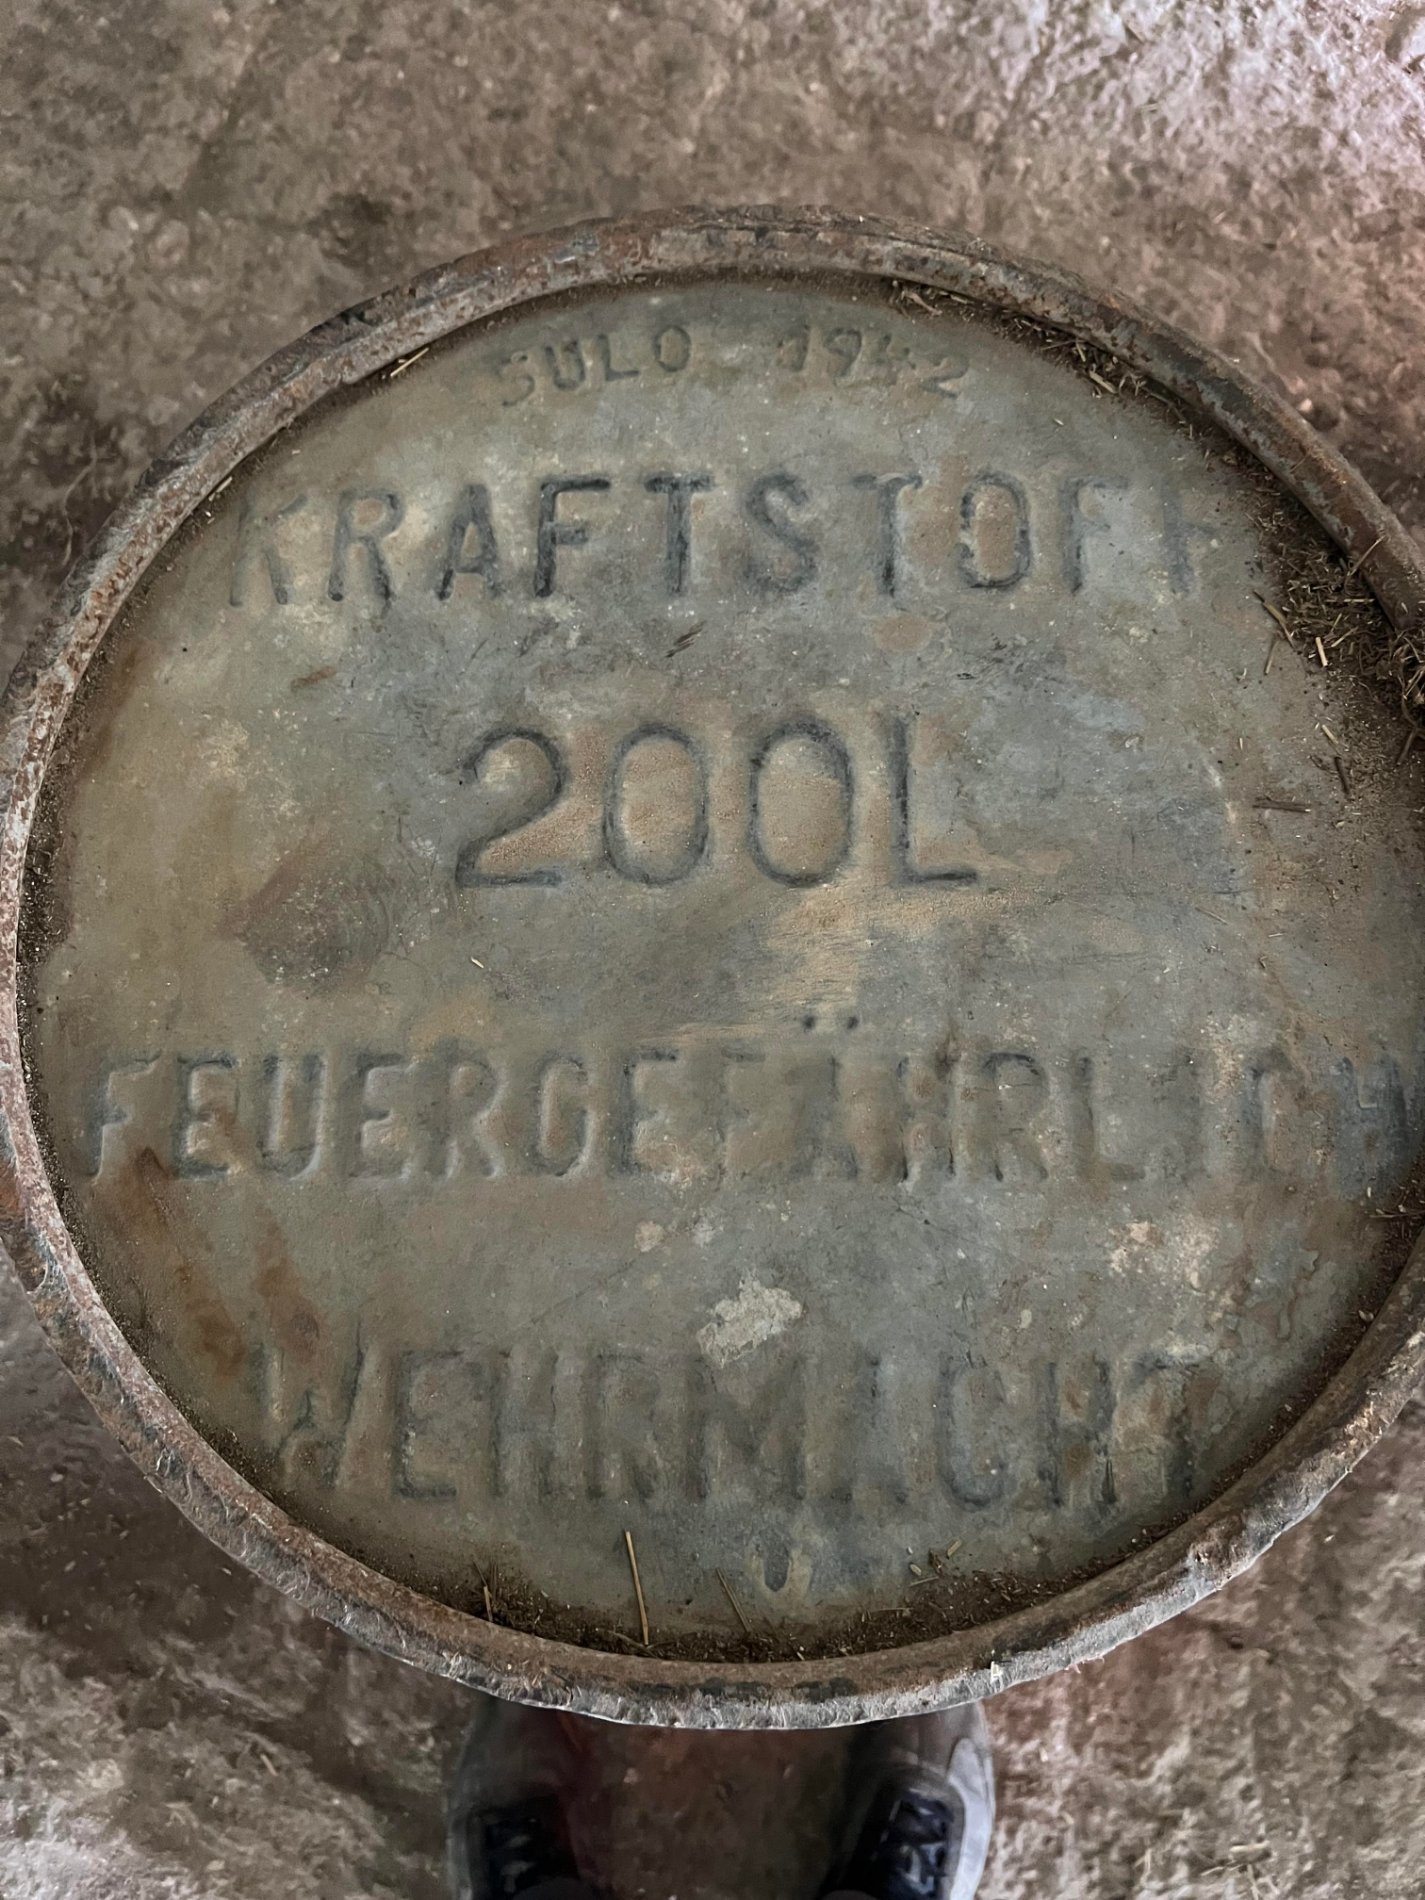 SULO 1942
KRAFTSTOFF
200L
FEUERGEFÄHRLICH
WEHRMACHT